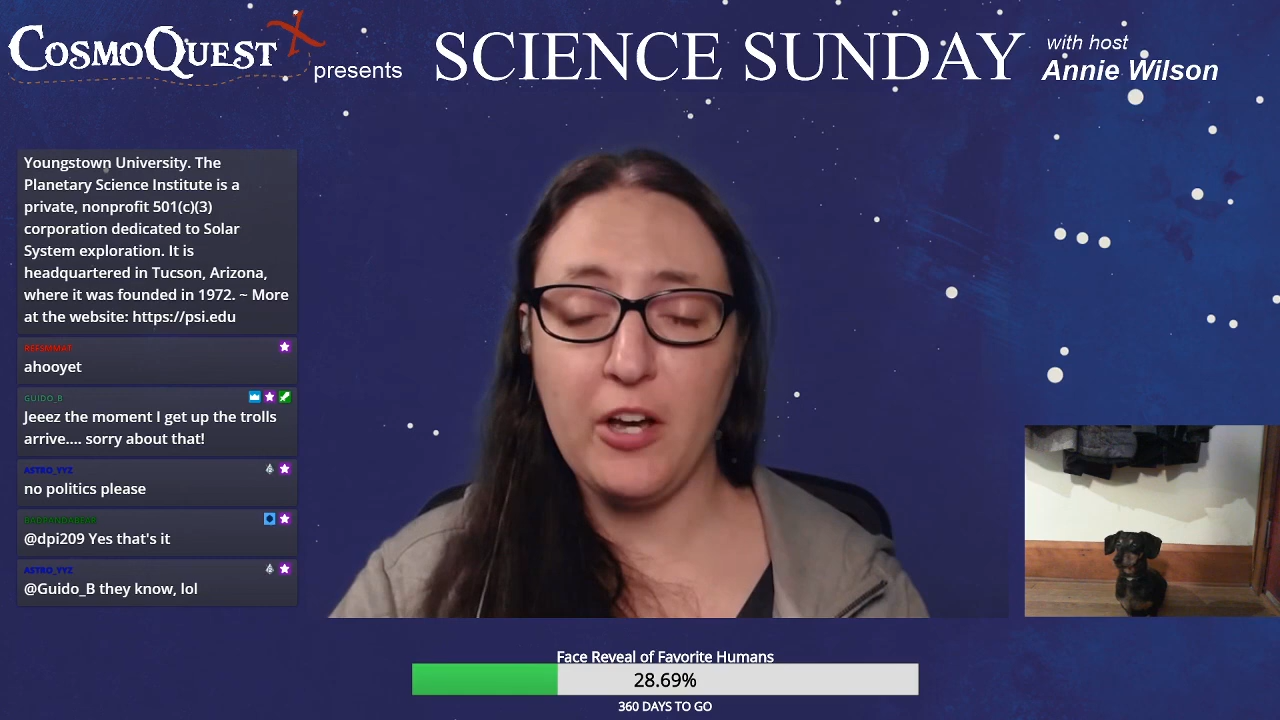 CosmoQuest X
presents
SCIENCE SUNDAY
with host
Annie Wilson
Youngstown University. The
Planetary Science Institute is a
private, nonprofit 501(c)(3)
corporation dedicated to Solar
System exploration. It is
headquartered in Tucson, Arizona,
where it was founded in 1972. ~ More
at the website: https://psi.edu
ahooyet
GUIDO_B
Jeeez the moment I get up the trolls
arrive.... sorry about that!
ASTRO_YYZ
no politics please
@dpi209 Yes that's it
ASTRO_YYZ
@Guido_B they know, lol
Face Reveal of Favorite Humans
28.69%
360 DAYS TO GO